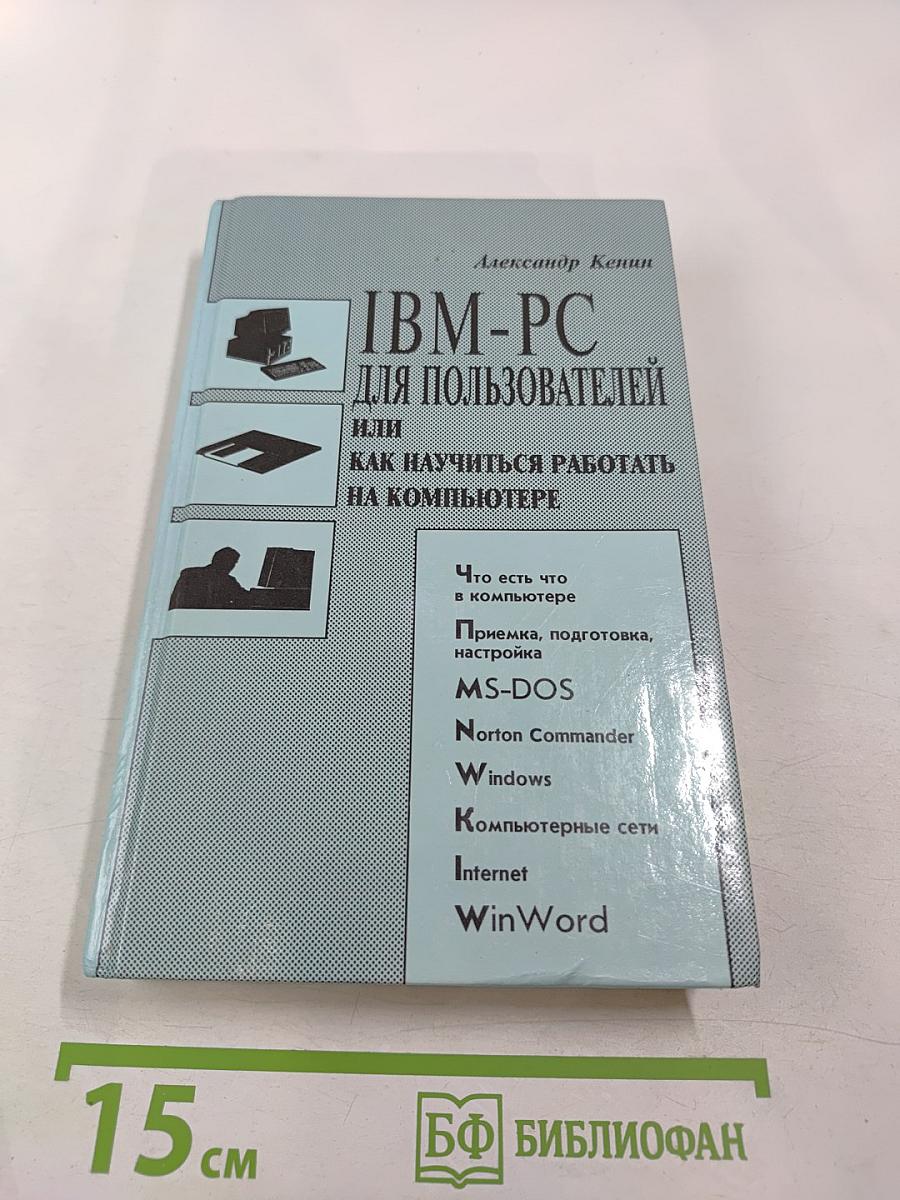 Александр Кенин
IBM-PC
ДЛЯ ПОЛЬЗОВАТЕЛЕЙ
ИЛИ
КАК НАУЧИТЬСЯ РАБОТАТЬ
НА КОМПЬЮТЕРЕ
Что есть что
в компьютере
Приемка, подготовка,
настройка
MS-DOS
Norton Commander
Windows
Компьютерные сети
Internet
WinWord
15 см
БФ БИБЛИОФАН